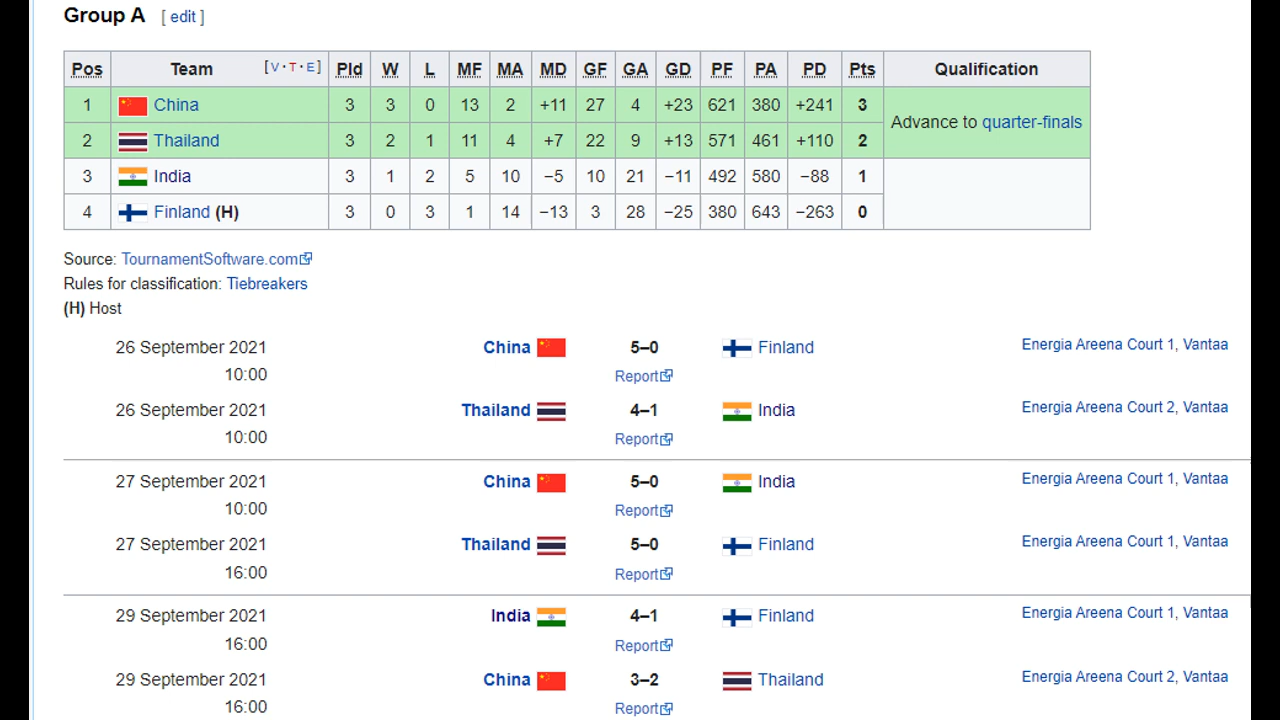 Group A [ edit ]
Pos Team [V·T·E] Pld W L MF MA MD GF GA GD PF PA PD Pts Qualification
1 China 3 3 0 13 2 +11 27 4 +23 621 380 +241 3 Advance to quarter-finals
2 Thailand 3 2 1 11 4 +7 22 9 +13 571 461 +110 2
3 India 3 1 2 5 10 −5 10 21 −11 492 580 −88 1
4 Finland (H) 3 0 3 1 14 −13 3 28 −25 380 643 −263 0
Source: TournamentSoftware.com
Rules for classification: Tiebreakers
(H) Host
26 September 2021 China 5–0 Finland Energia Areena Court 1, Vantaa
10:00 Report
26 September 2021 Thailand 4–1 India Energia Areena Court 2, Vantaa
10:00 Report
27 September 2021 China 5–0 India Energia Areena Court 1, Vantaa
10:00 Report
27 September 2021 Thailand 5–0 Finland Energia Areena Court 1, Vantaa
16:00 Report
29 September 2021 India 4–1 Finland Energia Areena Court 1, Vantaa
16:00 Report
29 September 2021 China 3–2 Thailand Energia Areena Court 2, Vantaa
16:00 Report